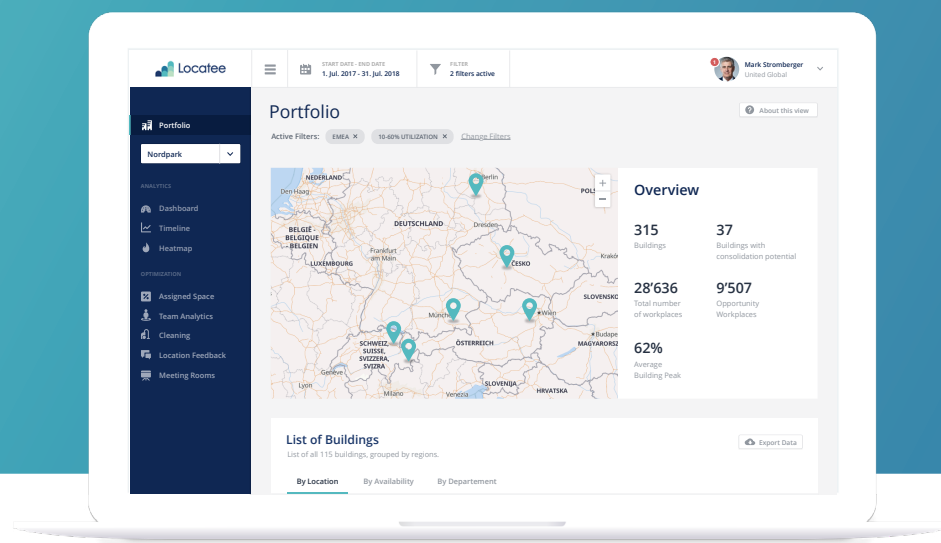 Locatee
START DATE - END DATE
1. Jul. 2017 - 31. Jul. 2018
FILTER
2 filters active
1
Mark Stromberger
United Global
Portfolio
Nordpark
ANALYTICS
Dashboard
Timeline
Heatmap
OPTIMIZATION
Assigned Space
Team Analytics
Cleaning
Location Feedback
Meeting Rooms
Portfolio
About this view
Active Filters:
EMEA ×
10-60% UTILIZATION ×
Change Filters
NEDERLAND
Den Haag
Berlin
POLS
BELGIË -
BELGIQUE
- BELGIEN
DEUTSCHLAND
Dresden
Frankfurt
am Main
LUXEMBOURG
ČESKO
Krakó
SLOVENSKO
Münch
Wien
Budape
SCHWEIZ,
SUISSE,
SVIZZERA,
SVIZRA
ÖSTERREICH
MAGYARORSZ
Genève
Lyon
Milano
SLOVENIJA
Venezia
HRVATSKA
+
−
Overview
315
Buildings
37
Buildings with
consolidation potential
28'636
Total number
of workplaces
9'507
Opportunity
Workplaces
62%
Average
Building Peak
List of Buildings
List of all 115 buildings, grouped by regions.
Export Data
By Location
By Availability
By Departement